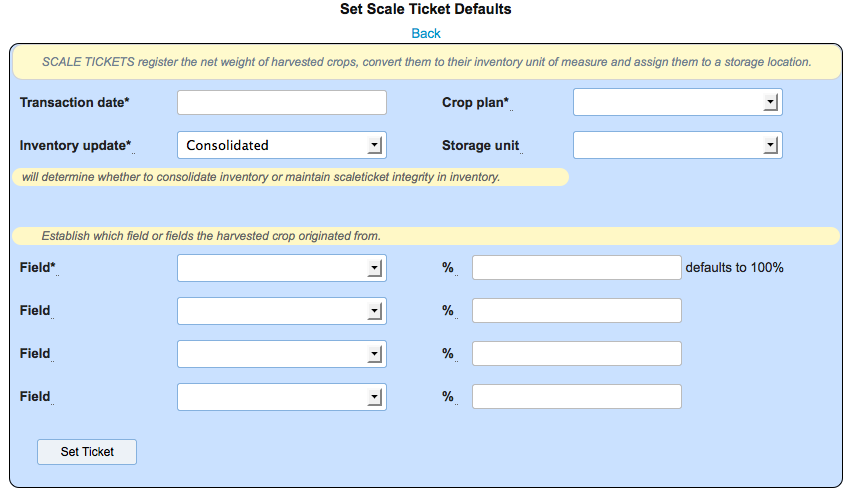 Set Scale Ticket Defaults
Back
SCALE TICKETS register the net weight of harvested crops, convert them to their inventory unit of measure and assign them to a storage location.
Transaction date* Crop plan*
Inventory update* Consolidated Storage unit
will determine whether to consolidate inventory or maintain scaleticket integrity in inventory.
Establish which field or fields the harvested crop originated from.
Field* % defaults to 100%
Field %
Field %
Field %
Set Ticket